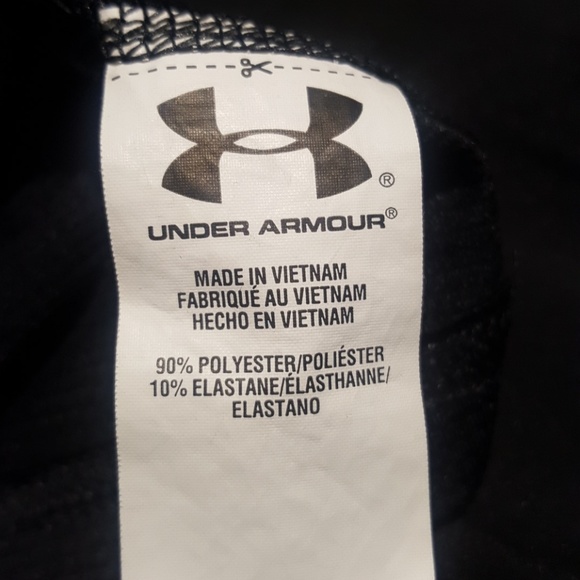 ®
UNDER ARMOUR®
MADE IN VIETNAM
FABRIQUÉ AU VIETNAM
HECHO EN VIETNAM
90% POLYESTER/POLIÉSTER
10% ELASTANE/ÉLASTHANNE/
ELASTANO